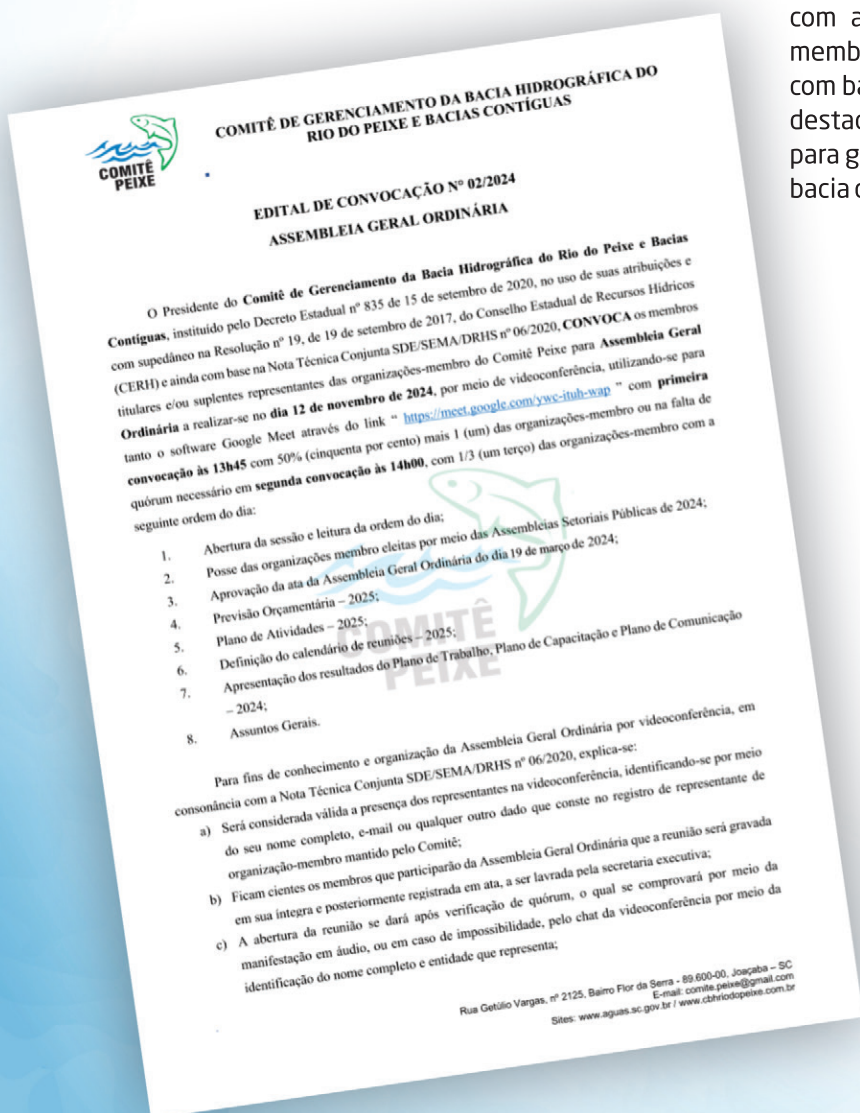 com a
memb
com ba
destac
para g
bacia d
COMITÊ
PEIXE
COMITÊ DE GERENCIAMENTO DA BACIA HIDROGRÁFICA DO
RIO DO PEIXE E BACIAS CONTÍGUAS
EDITAL DE CONVOCAÇÃO Nº 02/2024
ASSEMBLEIA GERAL ORDINÁRIA
O Presidente do Comitê de Gerenciamento da Bacia Hidrográfica do Rio do Peixe e Bacias
Contíguas, instituído pelo Decreto Estadual nº 835 de 15 de setembro de 2020, no uso de suas atribuições e
com supedâneo na Resolução nº 19, de 19 de setembro de 2017, do Conselho Estadual de Recursos Hídricos
(CERH) e ainda com base na Nota Técnica Conjunta SDE/SEMA/DRHS nº 06/2020, CONVOCA os membros
titulares e/ou suplentes representantes das organizações-membro do Comitê Peixe para Assembleia Geral
Ordinária a realizar-se no dia 12 de novembro de 2024, por meio de videoconferência, utilizando-se para
tanto o software Google Meet através do link “ https://meet.google.com/ywc-ituh-wap ” com primeira
convocação às 13h45 com 50% (cinquenta por cento) mais 1 (um) das organizações-membro ou na falta de
quórum necessário em segunda convocação às 14h00, com 1/3 (um terço) das organizações-membro com a
seguinte ordem do dia:
1. Abertura da sessão e leitura da ordem do dia;
2. Posse das organizações membro eleitas por meio das Assembleias Setoriais Públicas de 2024;
3. Aprovação da ata da Assembleia Geral Ordinária do dia 19 de março de 2024;
4. Previsão Orçamentária – 2025;
5. Plano de Atividades – 2025;
6. Definição do calendário de reuniões – 2025;
7. Apresentação dos resultados do Plano de Trabalho, Plano de Capacitação e Plano de Comunicação
– 2024;
8. Assuntos Gerais.
COMITÊ
PEIXE
Para fins de conhecimento e organização da Assembleia Geral Ordinária por videoconferência, em
consonância com a Nota Técnica Conjunta SDE/SEMA/DRHS nº 06/2020, explica-se:
a) Será considerada válida a presença dos representantes na videoconferência, identificando-se por meio
do seu nome completo, e-mail ou qualquer outro dado que conste no registro de representante de
organização-membro mantido pelo Comitê;
b) Ficam cientes os membros que participarão da Assembleia Geral Ordinária que a reunião será gravada
em sua íntegra e posteriormente registrada em ata, a ser lavrada pela secretaria executiva;
c) A abertura da reunião se dará após verificação de quórum, o qual se comprovará por meio da
manifestação em áudio, ou em caso de impossibilidade, pelo chat da videoconferência por meio da
identificação do nome completo e entidade que representa;
Rua Getúlio Vargas, nº 2125, Bairro Flor da Serra - 89.600-00, Joaçaba – SC
E-mail: comite.peixe@gmail.com
Sites: www.aguas.sc.gov.br / www.cbhriodopeixe.com.br